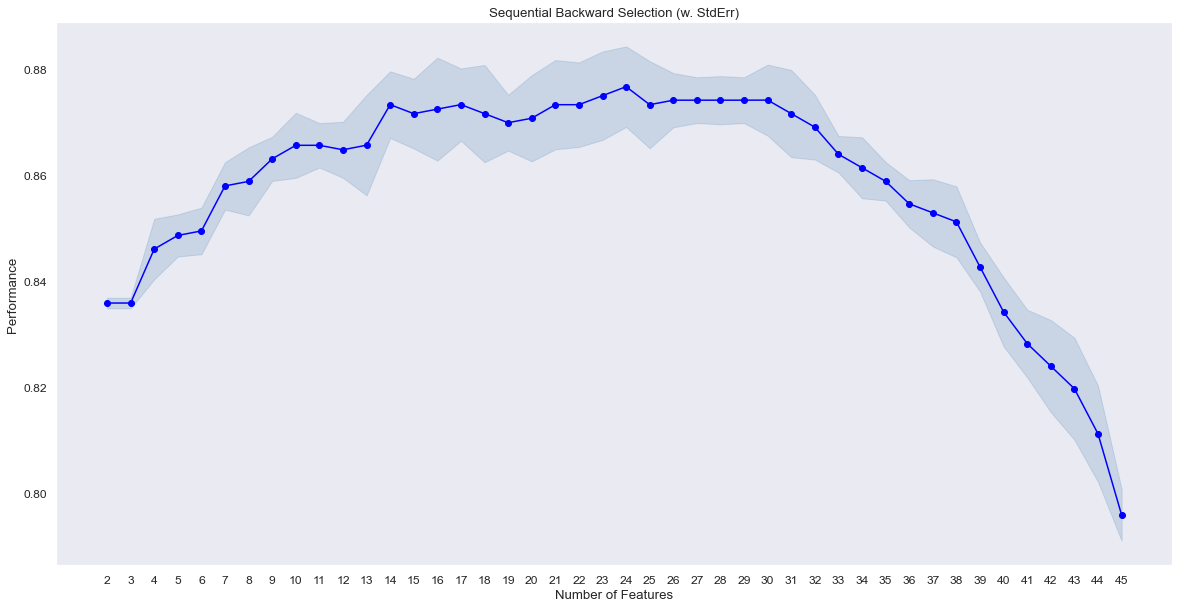 Sequential Backward Selection (w. StdErr)
0.88
0.86
0.84
0.82
0.80
Performance
2 3 4 5 6 7 8 9 10 11 12 13 14 15 16 17 18 19 20 21 22 23 24 25 26 27 28 29 30 31 32 33 34 35 36 37 38 39 40 41 42 43 44 45
Number of Features